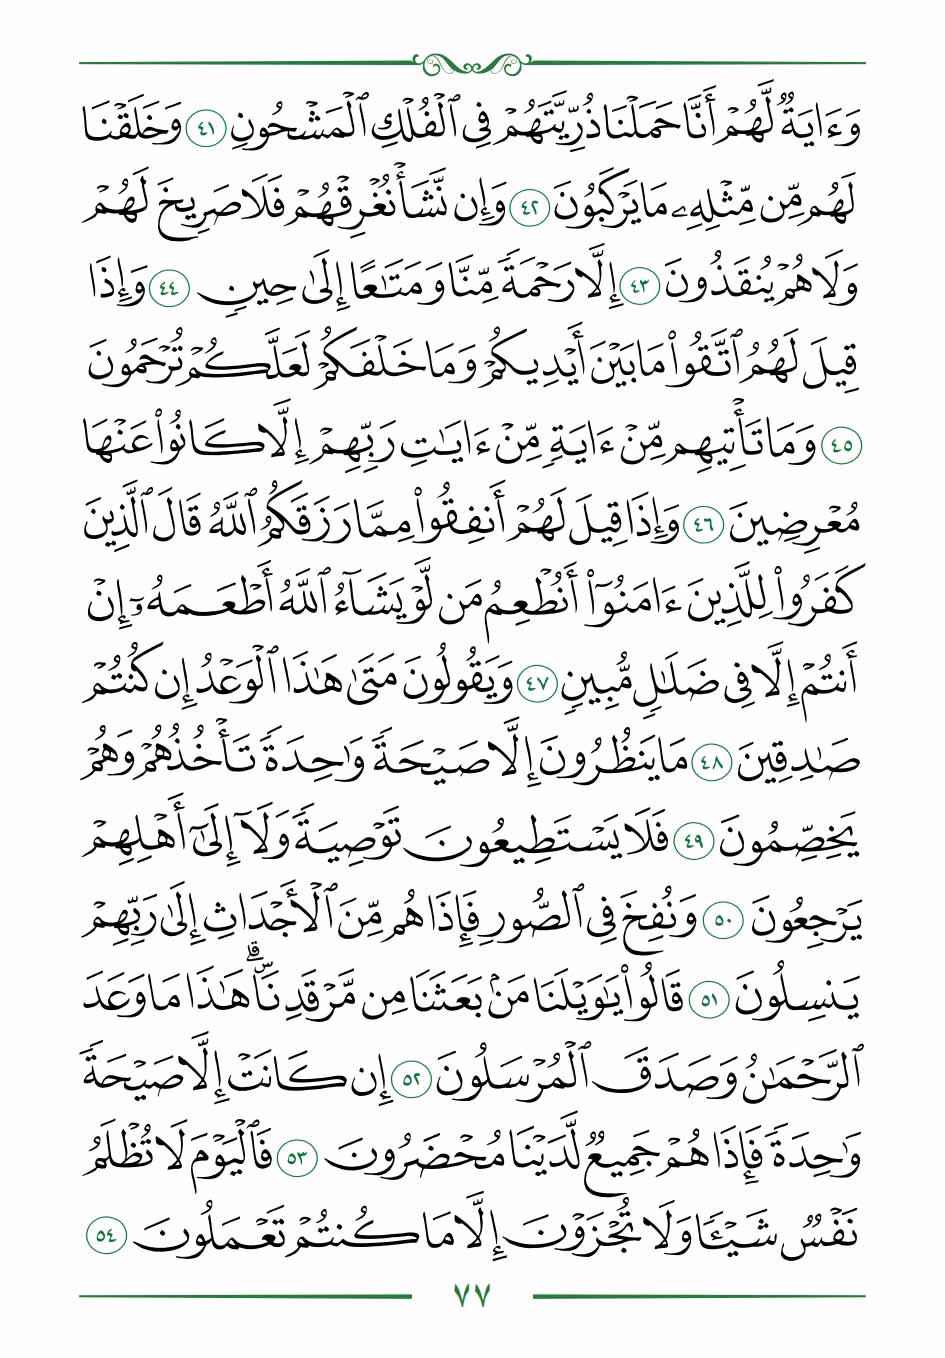 وَءَايَةٌ لَّهُمۡ أَنَّا حَمَلۡنَا ذُرِّيَّتَهُمۡ فِي ٱلۡفُلۡكِ ٱلۡمَشۡحُونِ ٤١ وَخَلَقۡنَا
لَهُم مِّن مِّثۡلِهِۦ مَا يَرۡكَبُونَ ٤٢ وَإِن نَّشَأۡ نُغۡرِقۡهُمۡ فَلَا صَرِيخَ لَهُمۡ
وَلَا هُمۡ يُنقَذُونَ ٤٣ إِلَّا رَحۡمَةٗ مِّنَّا وَمَتَٰعًا إِلَىٰ حِينٖ ٤٤ وَإِذَا
قِيلَ لَهُمُ ٱتَّقُواْ مَا بَيۡنَ أَيۡدِيكُمۡ وَمَا خَلۡفَكُمۡ لَعَلَّكُمۡ تُرۡحَمُونَ
٤٥ وَمَا تَأۡتِيهِم مِّنۡ ءَايَةٖ مِّنۡ ءَايَٰتِ رَبِّهِمۡ إِلَّا كَانُواْ عَنۡهَا
مُعۡرِضِينَ ٤٦ وَإِذَا قِيلَ لَهُمۡ أَنفِقُواْ مِمَّا رَزَقَكُمُ ٱللَّهُ قَالَ ٱلَّذِينَ
كَفَرُواْ لِلَّذِينَ ءَامَنُوٓاْ أَنُطۡعِمُ مَن لَّوۡ يَشَآءُ ٱللَّهُ أَطۡعَمَهُۥٓ إِنۡ
أَنتُمۡ إِلَّا فِي ضَلَٰلٖ مُّبِينٖ ٤٧ وَيَقُولُونَ مَتَىٰ هَٰذَا ٱلۡوَعۡدُ إِن كُنتُمۡ
صَٰدِقِينَ ٤٨ مَا يَنظُرُونَ إِلَّا صَيۡحَةٗ وَٰحِدَةٗ تَأۡخُذُهُمۡ وَهُمۡ
يَخِصِّمُونَ ٤٩ فَلَا يَسۡتَطِيعُونَ تَوۡصِيَةٗ وَلَآ إِلَىٰٓ أَهۡلِهِمۡ
يَرۡجِعُونَ ٥٠ وَنُفِخَ فِي ٱلصُّورِ فَإِذَا هُم مِّنَ ٱلۡأَجۡدَاثِ إِلَىٰ رَبِّهِمۡ
يَنسِلُونَ ٥١ قَالُواْ يَٰوَيۡلَنَا مَنۢ بَعَثَنَا مِن مَّرۡقَدِنَاۜۗ هَٰذَا مَا وَعَدَ
ٱلرَّحۡمَٰنُ وَصَدَقَ ٱلۡمُرۡسَلُونَ ٥٢ إِن كَانَتۡ إِلَّا صَيۡحَةٗ
وَٰحِدَةٗ فَإِذَا هُمۡ جَمِيعٞ لَّدَيۡنَا مُحۡضَرُونَ ٥٣ فَٱلۡيَوۡمَ لَا تُظۡلَمُ
نَفۡسٞ شَيۡـٔٗا وَلَا تُجۡزَوۡنَ إِلَّا مَا كُنتُمۡ تَعۡمَلُونَ ٥٤
٧٧